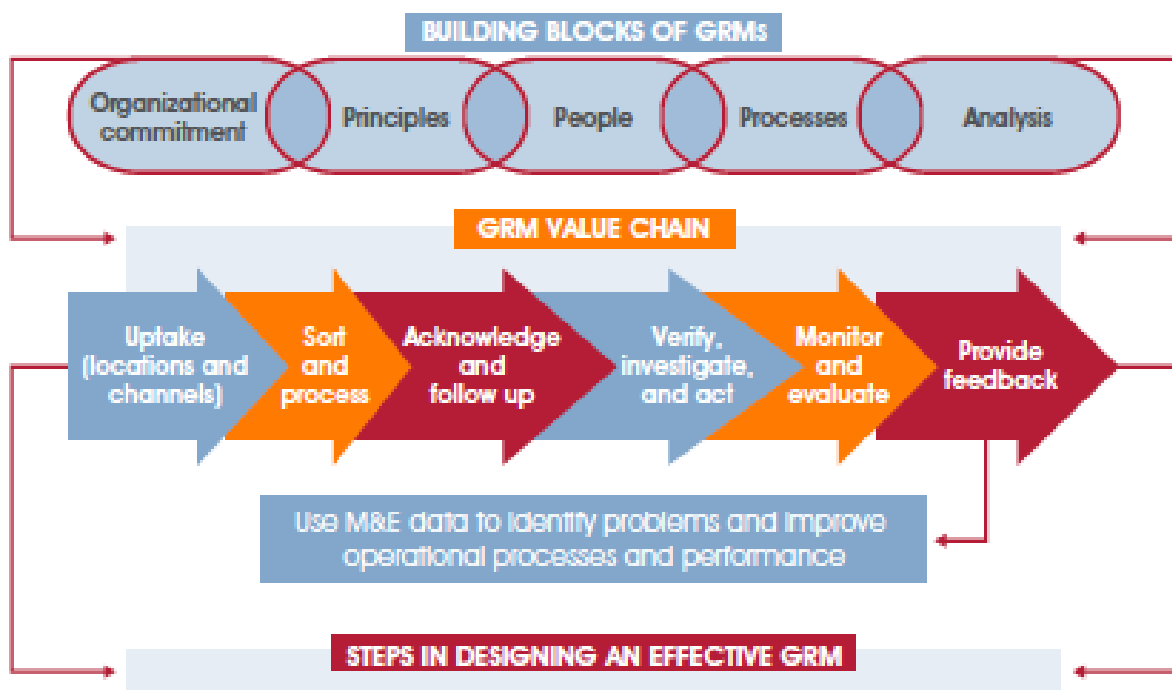 BUILDING BLOCKS OF GRMs
Organizational
commitment
Principles
People
Processes
Analysis
GRM VALUE CHAIN
Uptake
(locations and
channels)
Sort
and
process
Acknowledge
and
follow up
Verify,
investigate,
and act
Monitor
and
evaluate
Provide
feedback
Use M&E data to identify problems and improve
operational processes and performance
STEPS IN DESIGNING AN EFFECTIVE GRM